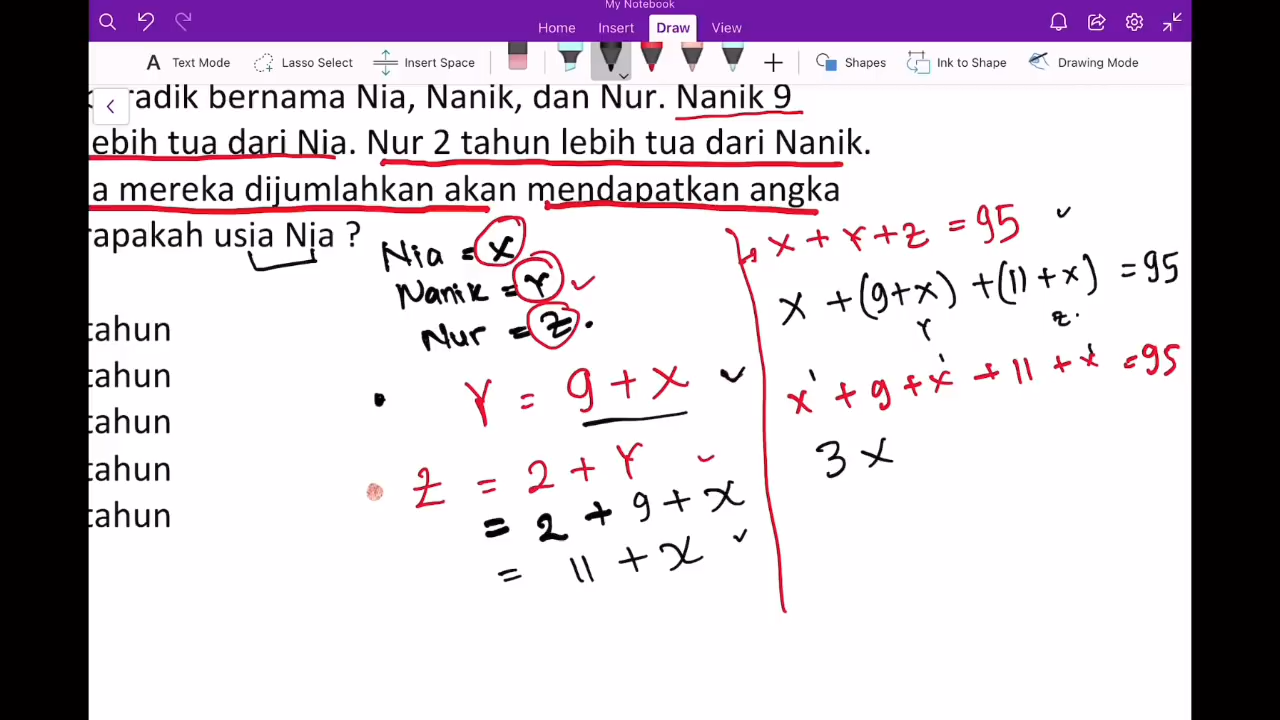 My Notebook
Home Insert Draw View
Text Mode Lasso Select Insert Space Shapes Ink to Shape Drawing Mode
radik bernama Nia, Nanik, dan Nur. Nanik 9
ebih tua dari Nia. Nur 2 tahun lebih tua dari Nanik.
a mereka dijumlahkan akan mendapatkan angka
rapakah usia Nia ?
Nia = x
Nanik = Y
Nur = Z.
tahun
tahun
tahun
tahun
tahun
Y = 9 + x
Z = 2 + Y
= 2 + 9 + x
= 11 + x
x + Y + Z = 95
x + (9+x) + (11 + x) = 95
Y Z.
x + 9 + x + 11 + x = 95
3 x